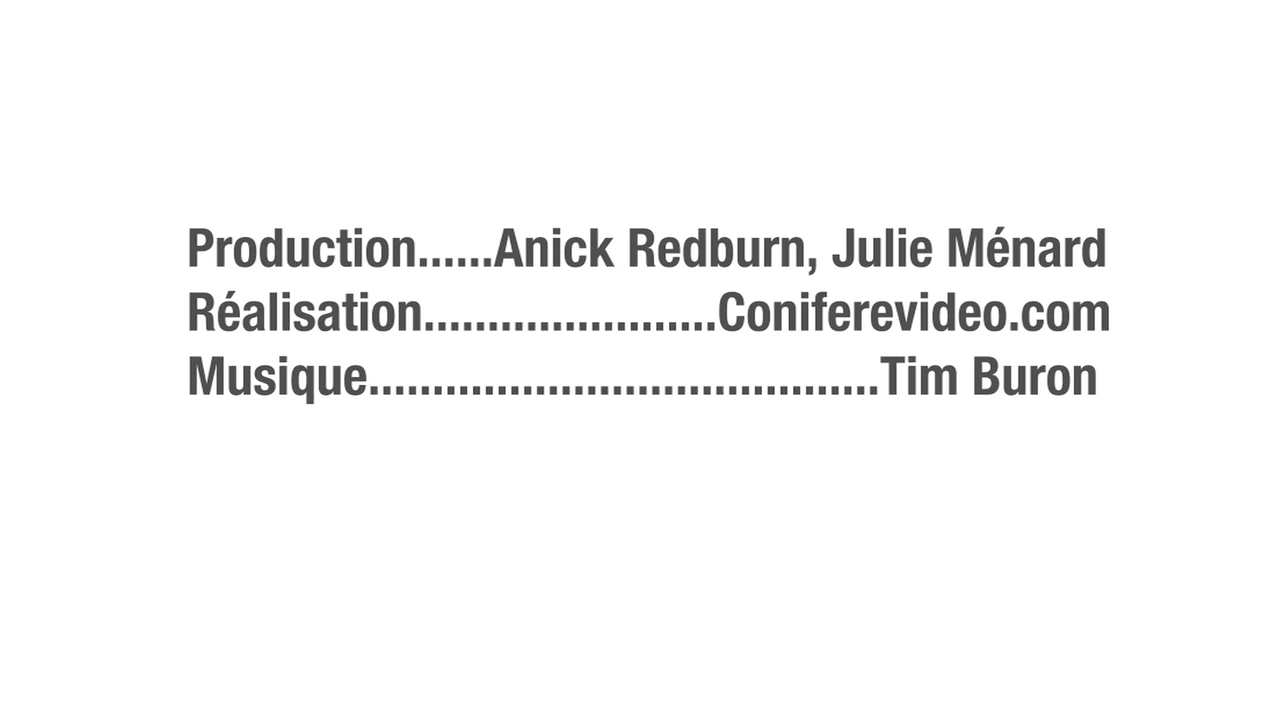 Production......Anick Redburn, Julie Ménard
Réalisation.......................Coniferevideo.com
Musique........................................Tim Buron